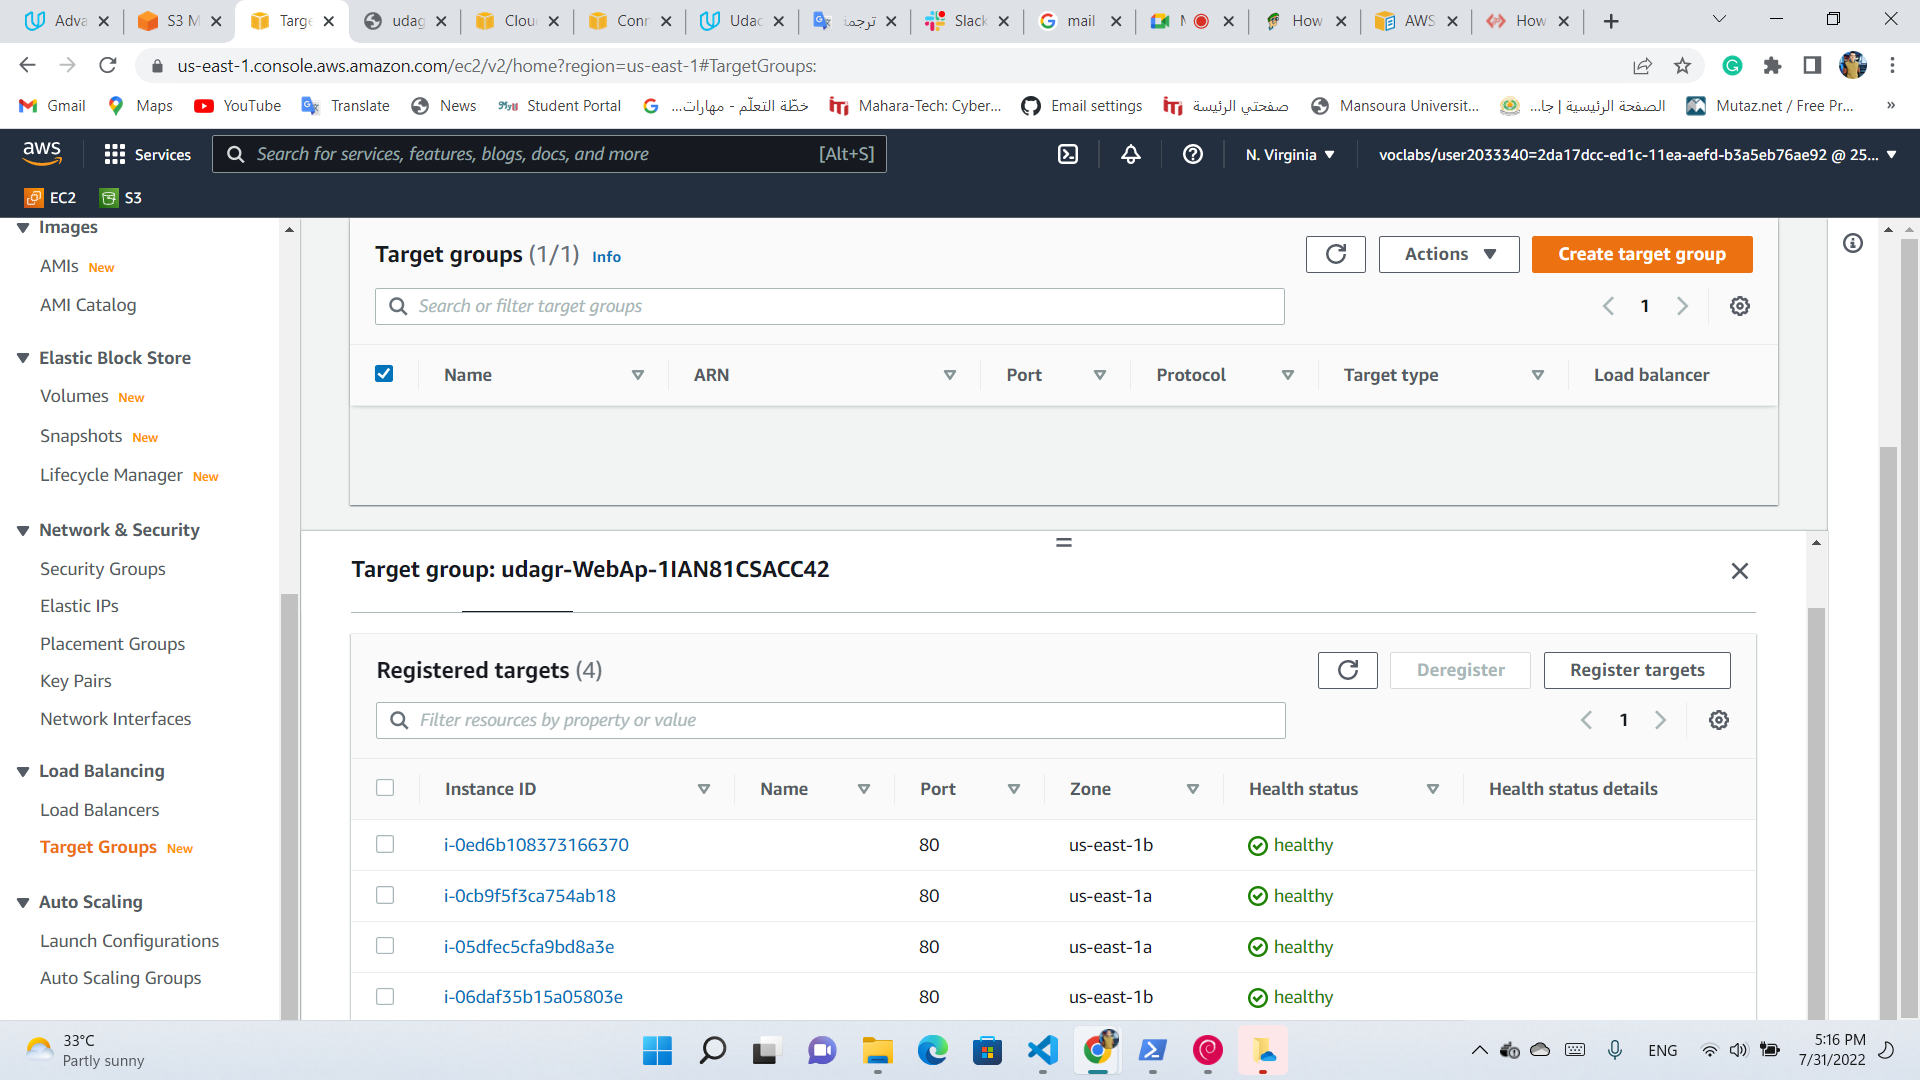 Adva
S3 M
Targe
udag
Clou
Conn
Udac
ترجمة
Slack
mail
M
How
AWS
How
us-east-1.console.aws.amazon.com/ec2/v2/home?region=us-east-1#TargetGroups:
Gmail
Maps
YouTube
Translate
News
Student Portal
خطّة التعلّم - مهارات...
Mahara-Tech: Cyber...
Email settings
صفحتي الرئيسة
Mansoura Universit...
الصفحة الرئيسية | جا...
Mutaz.net / Free Pr...
»
aws
Services
Search for services, features, blogs, docs, and more
[Alt+S]
N. Virginia
voclabs/user2033340=2da17dcc-ed1c-11ea-aefd-b3a5eb76ae92 @ 25...
EC2
S3
Images
AMIs New
AMI Catalog
Elastic Block Store
Volumes New
Snapshots New
Lifecycle Manager New
Network & Security
Security Groups
Elastic IPs
Placement Groups
Key Pairs
Network Interfaces
Load Balancing
Load Balancers
Target Groups New
Auto Scaling
Launch Configurations
Auto Scaling Groups
Target groups (1/1) Info
Actions
Create target group
Search or filter target groups
1
Name ARN Port Protocol Target type Load balancer
Target group: udagr-WebAp-1IAN81CSACC42
Registered targets (4)
Deregister
Register targets
Filter resources by property or value
1
Instance ID Name Port Zone Health status Health status details
i-0ed6b108373166370 80 us-east-1b healthy
i-0cb9f5f3ca754ab18 80 us-east-1a healthy
i-05dfec5cfa9bd8a3e 80 us-east-1a healthy
i-06daf35b15a05803e 80 us-east-1b healthy
33°C
Partly sunny
ENG
5:16 PM
7/31/2022